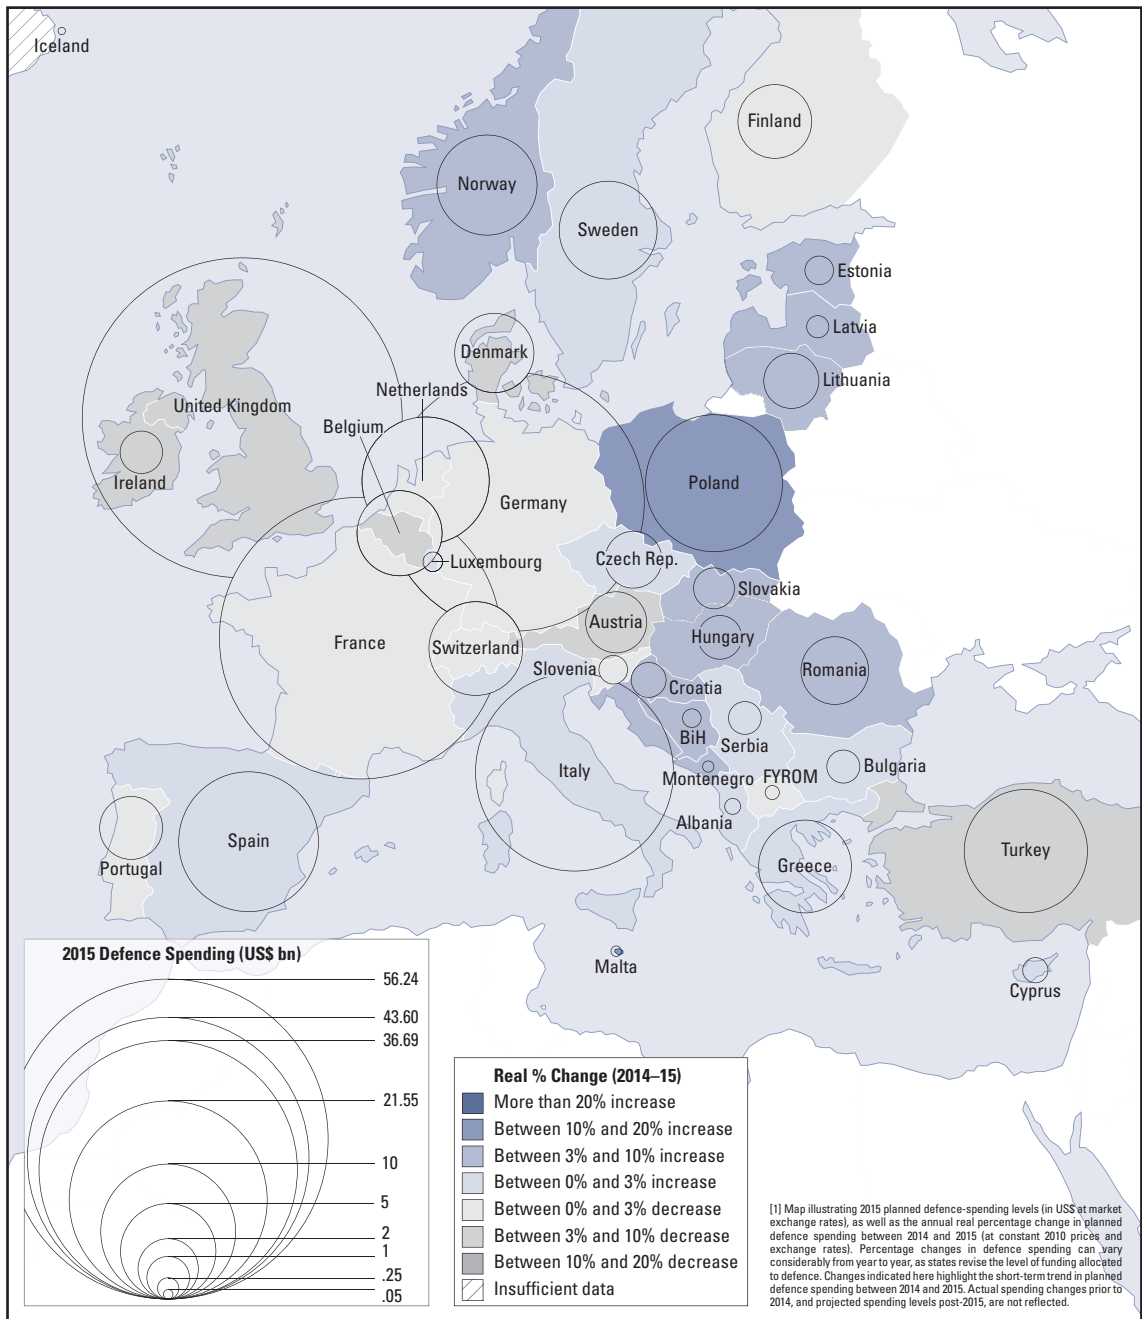 Iceland
Finland
Norway
Sweden
Estonia
Latvia
Denmark
Lithuania
Netherlands
United Kingdom
Belgium
Ireland
Poland
Germany
Czech Rep.
Luxembourg
Slovakia
Austria
Hungary
France
Switzerland
Slovenia
Romania
Croatia
BiH
Serbia
Italy
Bulgaria
Montenegro
FYROM
Albania
Spain
Turkey
Portugal
Greece
Malta
Cyprus
2015 Defence Spending (US$ bn)
56.24
43.60
36.69
21.55
10
5
2
1
.25
.05
Real % Change (2014–15)
More than 20% increase
Between 10% and 20% increase
Between 3% and 10% increase
Between 0% and 3% increase
Between 0% and 3% decrease
Between 3% and 10% decrease
Between 10% and 20% decrease
Insufficient data
[1] Map illustrating 2015 planned defence-spending levels (in US$ at market
exchange rates), as well as the annual real percentage change in planned
defence spending between 2014 and 2015 (at constant 2010 prices and
exchange rates). Percentage changes in defence spending can vary
considerably from year to year, as states revise the level of funding allocated
to defence. Changes indicated here highlight the short-term trend in planned
defence spending between 2014 and 2015. Actual spending changes prior to
2014, and projected spending levels post-2015, are not reflected.